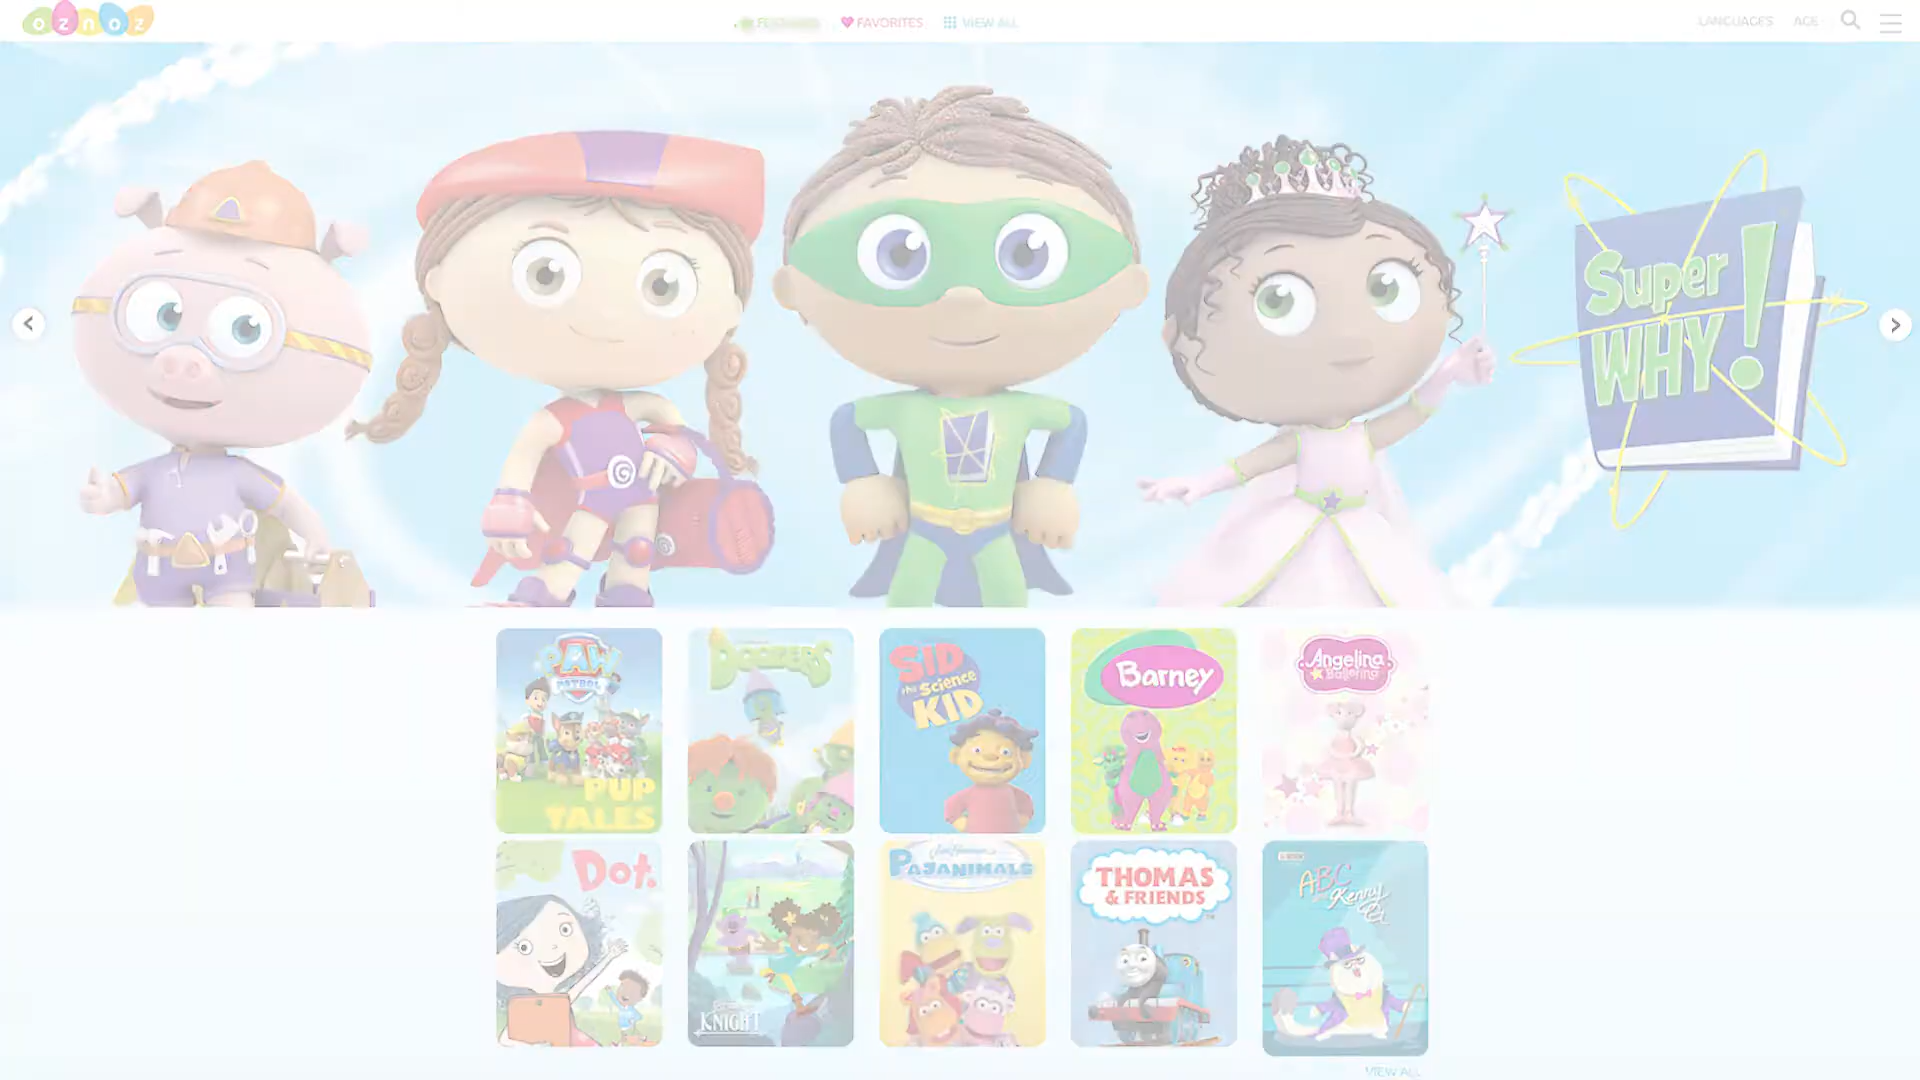 oznoz
FAVORITES
VIEW ALL
LANGUAGES
AGE
Super
WHY!
PAW
PATROL
PUP
TALES
DOOZERS
SID
the Science
KID
Barney
Angelina
Ballerina
Dot.
KNIGHT
PAJANIMALS
THOMAS
& FRIENDS
ABC
Kenny
VIEW ALL